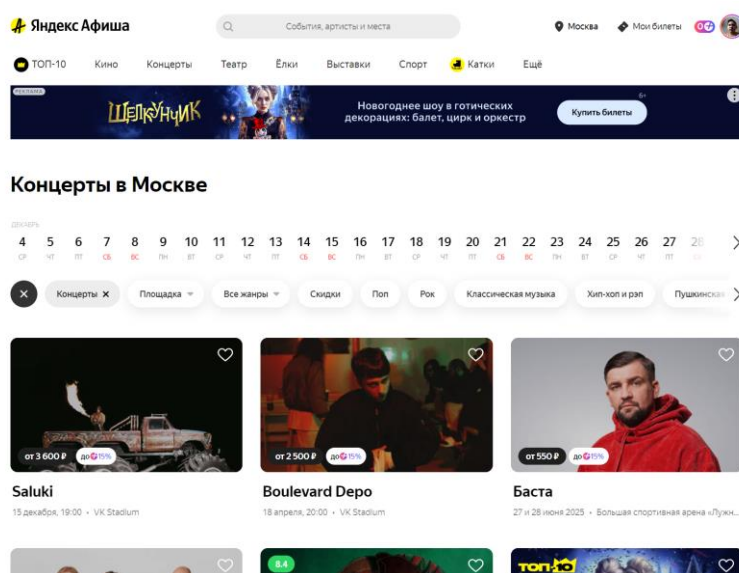 Яндекс Афиша
События, артисты и места
Москва
Мои билеты
ТОП-10 Кино Концерты Театр Ёлки Выставки Спорт Катки Ещё
РЕКЛАМА
ЩЕЛКУНЧИК
Новогоднее шоу в готических
декорациях: балет, цирк и оркестр
Купить билеты
Концерты в Москве
ДЕКАБРЬ
4 5 6 7 8 9 10 11 12 13 14 15 16 17 18 19 20 21 22 23 24 25 26 27 28
СР ЧТ ПТ СБ ВС ПН ВТ СР ЧТ ПТ СБ ВС ПН ВТ СР ЧТ ПТ СБ ВС ПН ВТ СР ЧТ ПТ
Концерты Площадка Все жанры Скидки Поп Рок Классическая музыка Хип-хоп и рэп Пушкинская
от 3 600 ₽ до 15%
от 2 500 ₽ до 15%
от 550 ₽ до 15%
Saluki
15 декабря, 19:00 • VK Stadium
Boulevard Depo
18 апреля, 20:00 • VK Stadium
Баста
27 и 28 июня 2025 • Большая спортивная арена «Лужн...
8.4
ТОП-10